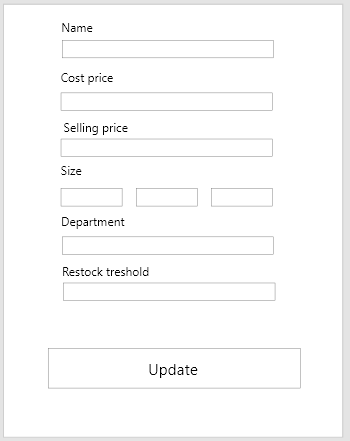 Name
Cost price
Selling price
Size
Department
Restock treshold
Update